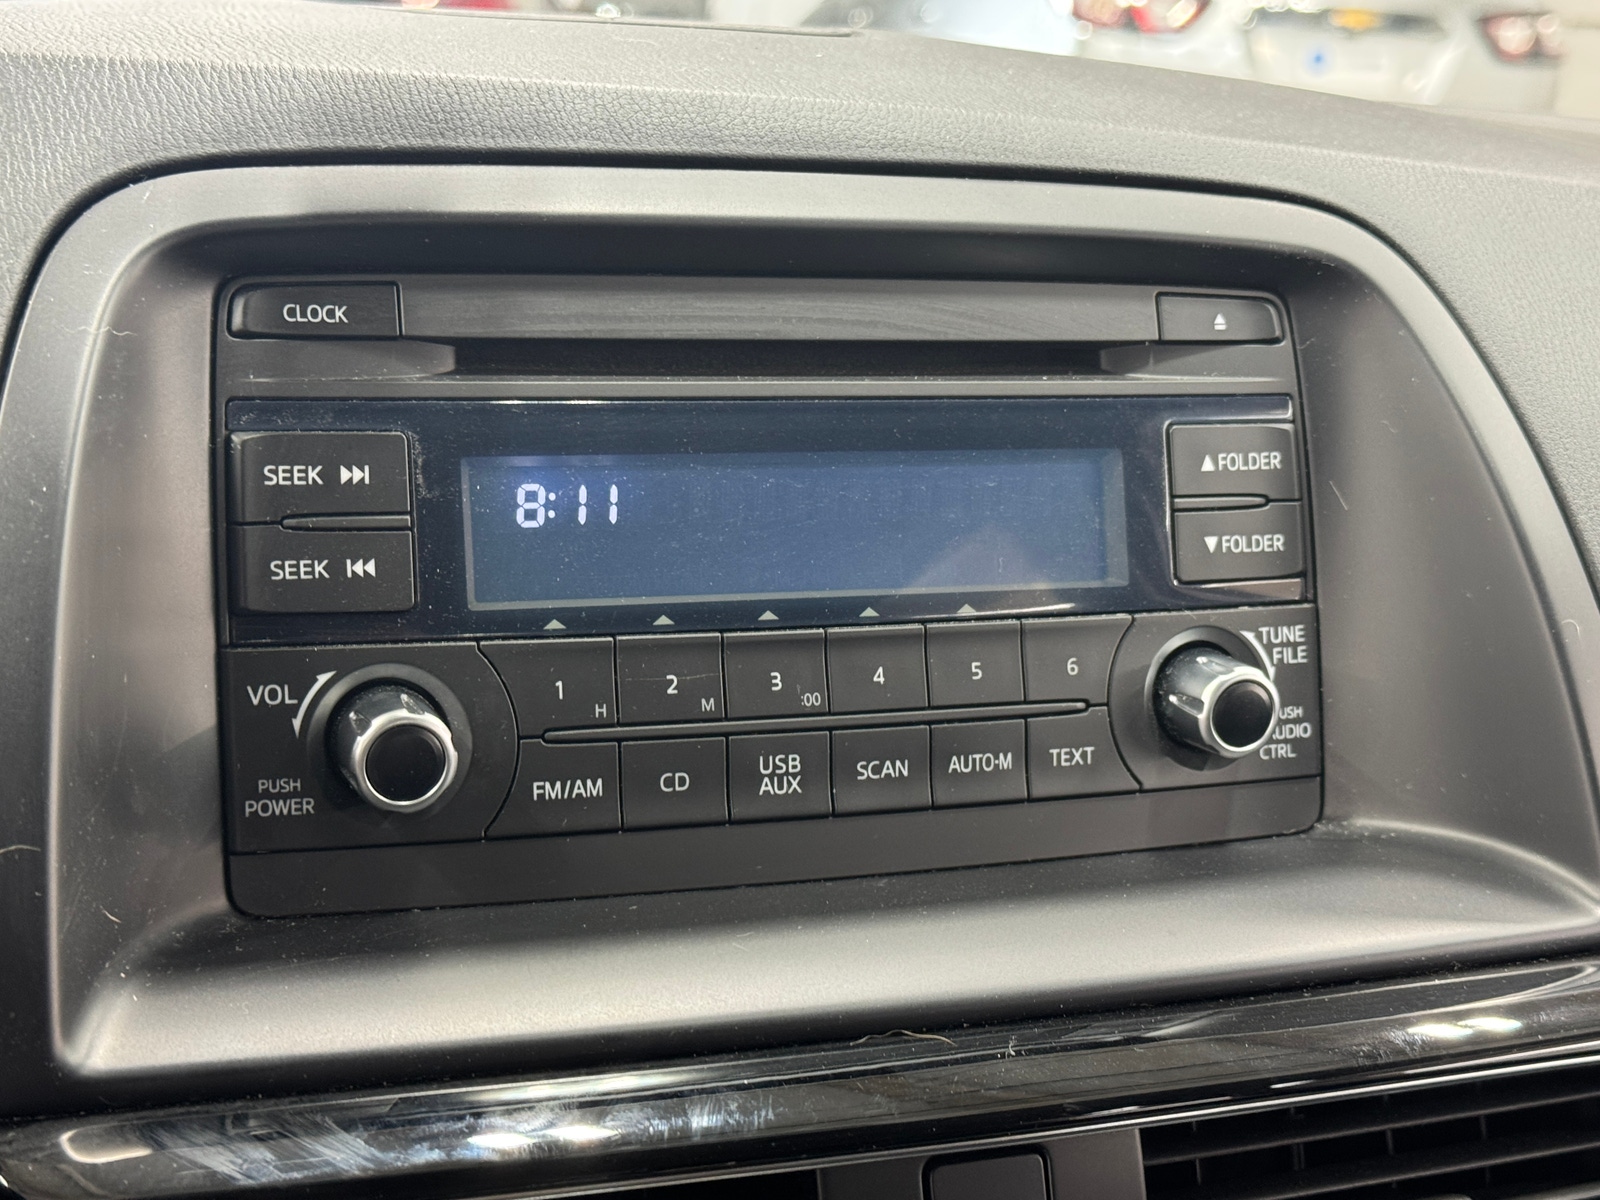 CLOCK
SEEK
SEEK
8:11
▲FOLDER
▼FOLDER
VOL
PUSH
POWER
1 H
2 M
3 :00
4
5
6
FM/AM
CD
USB
AUX
SCAN
AUTO-M
TEXT
TUNE
FILE
CTRL